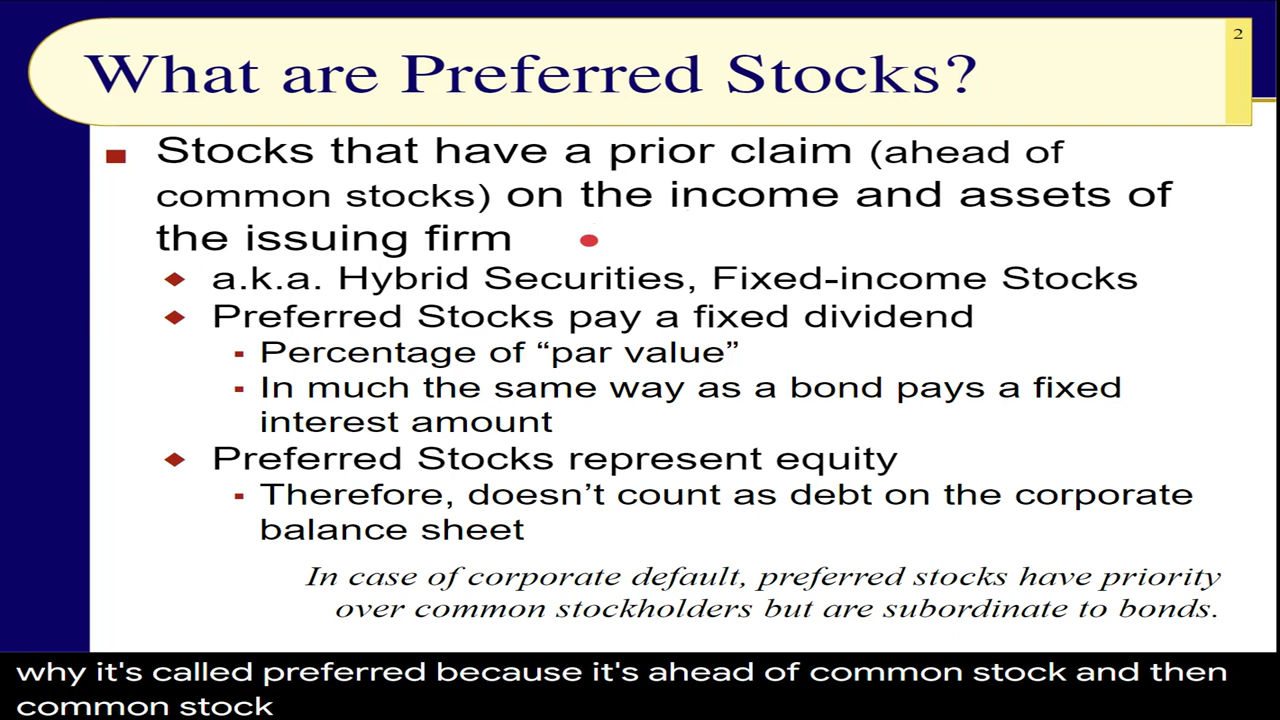 2
What are Preferred Stocks?
Stocks that have a prior claim (ahead of
common stocks) on the income and assets of
the issuing firm
a.k.a. Hybrid Securities, Fixed-income Stocks
Preferred Stocks pay a fixed dividend
Percentage of “par value”
In much the same way as a bond pays a fixed
interest amount
Preferred Stocks represent equity
Therefore, doesn’t count as debt on the corporate
balance sheet
In case of corporate default, preferred stocks have priority
over common stockholders but are subordinate to bonds.
why it's called preferred because it's ahead of common stock and then
common stock